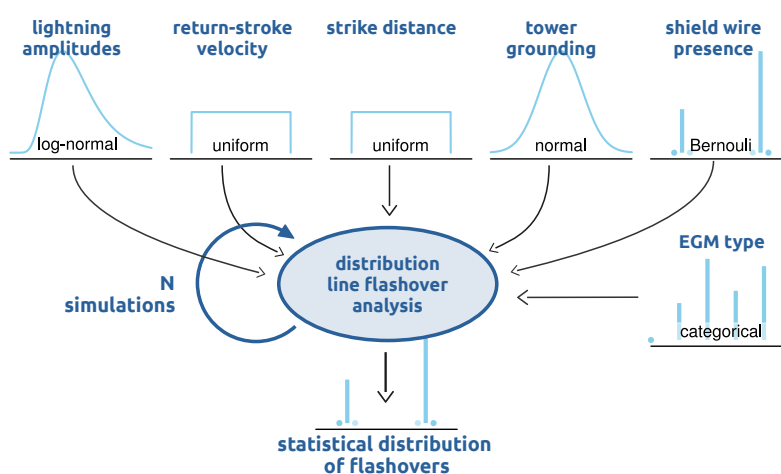 lightning
amplitudes
return-stroke
velocity
strike distance
tower
grounding
shield wire
presence
log-normal
uniform
uniform
normal
Bernouli
EGM type
categorical
N
simulations
distribution
line flashover
analysis
statistical distribution
of flashovers